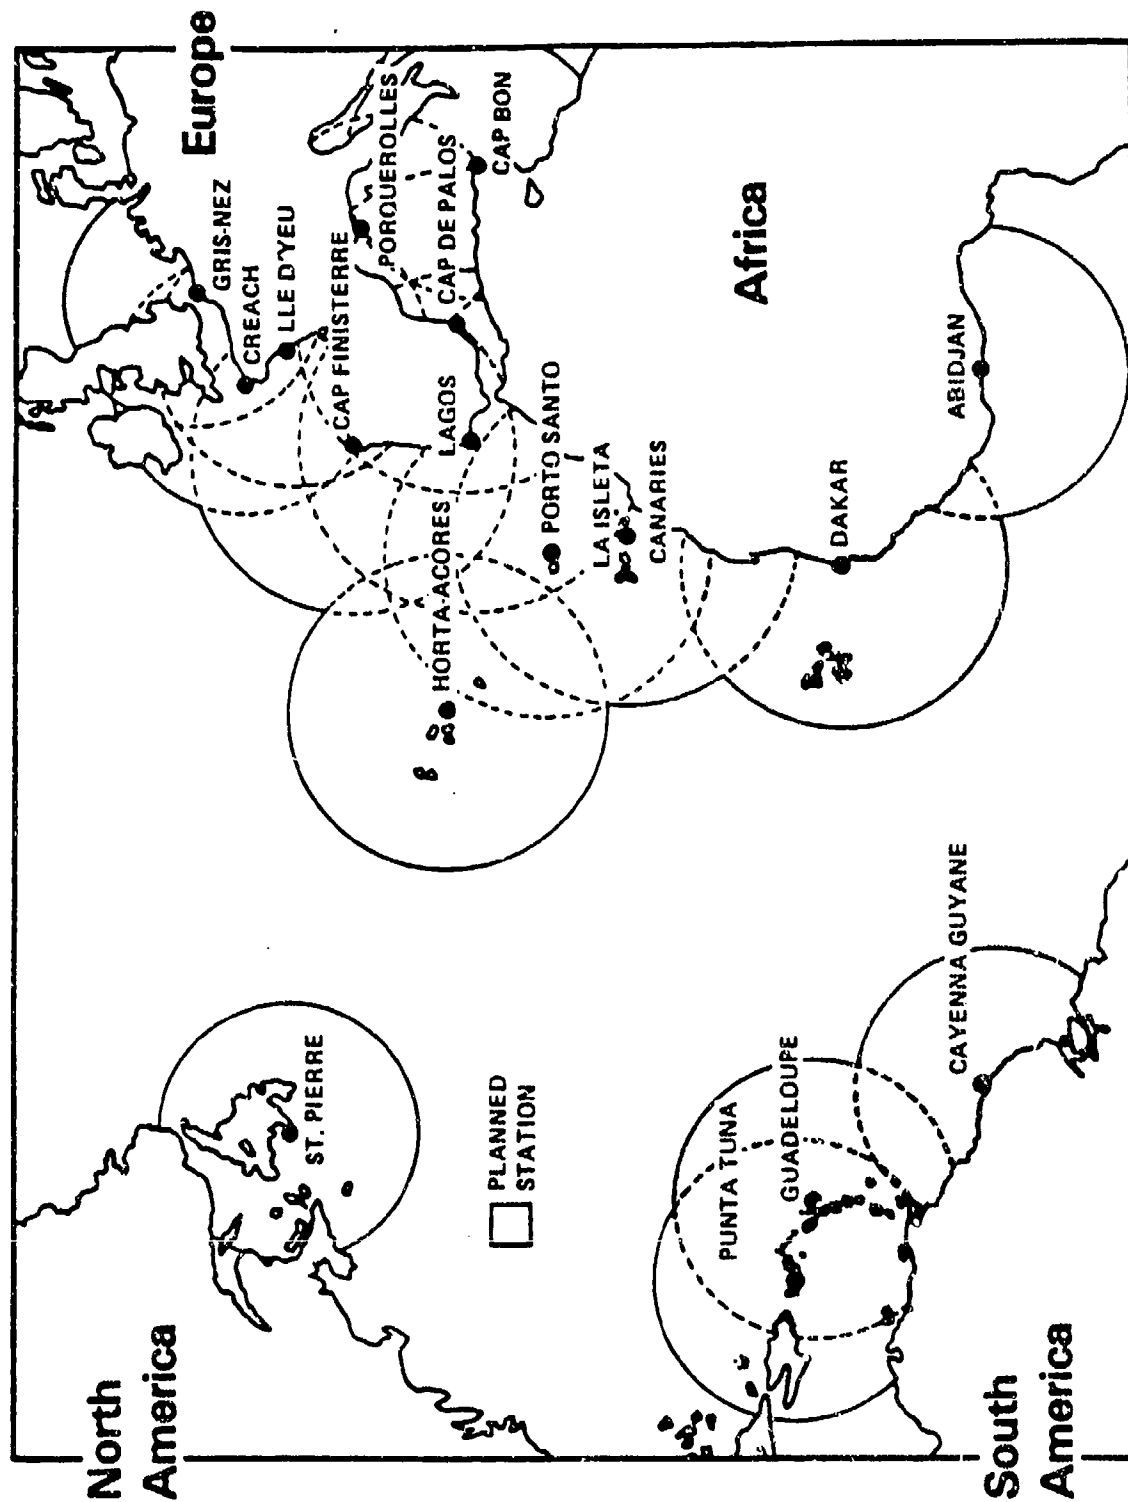 North
America
Europe
GRIS-NEZ
CREACH
LLE D'YEU
CAP FINISTERRE
PORQUEROLLES
CAP DE PALOS
CAP BON
ST. PIERRE
HORTA-ACORES
LAGOS
PORTO SANTO
LA ISLETA
CANARIES
Africa
PLANNED
STATION
PUNTA TUNA
GUADELOUPE
DAKAR
ABIDJAN
CAYENNA GUYANE
South
America